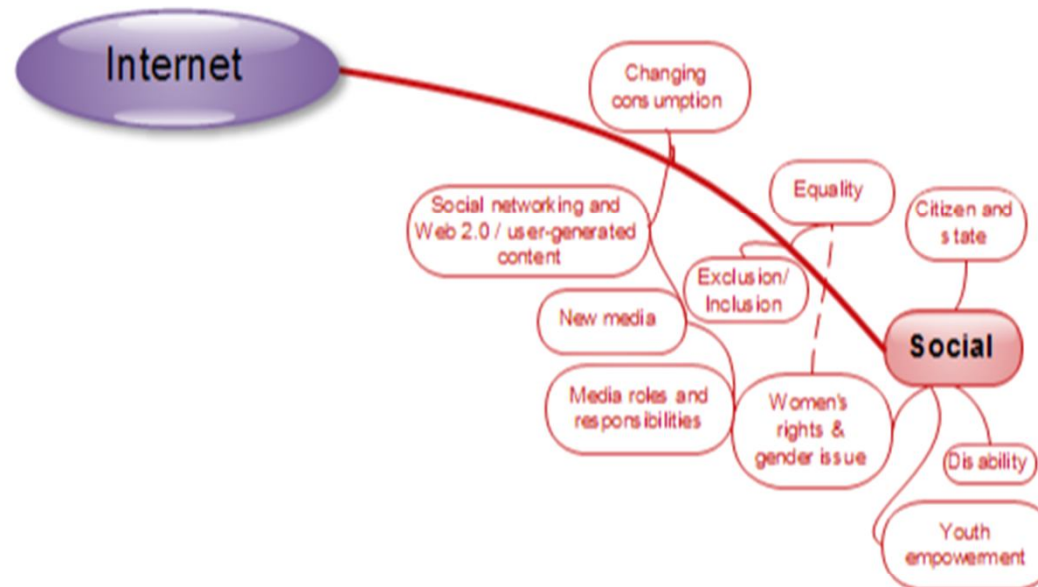 Internet
Changing
consumption
Equality
Citizen and
state
Social networking and
Web 2.0 / user-generated
content
Exclusion/
Inclusion
New media
Social
Media roles and
responsibilities
Women's
rights &
gender issue
Disability
Youth
empowerment